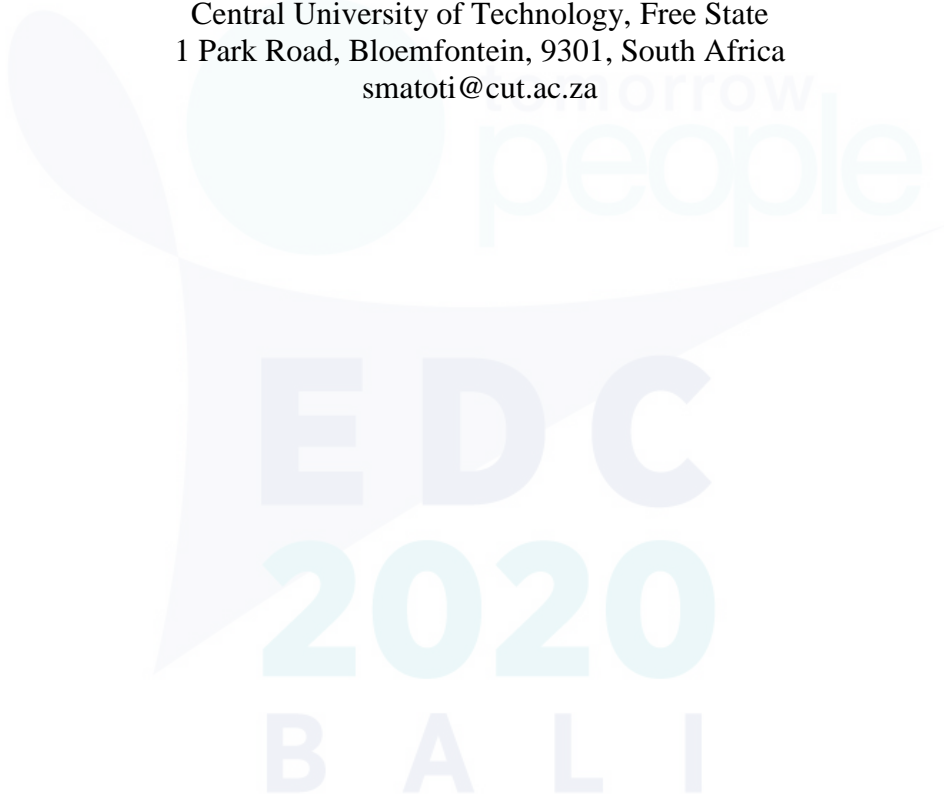 Central University of Technology, Free State
1 Park Road, Bloemfontein, 9301, South Africa
smatoti@cut.ac.za
tomorrow
people
EDC
2020
BALI